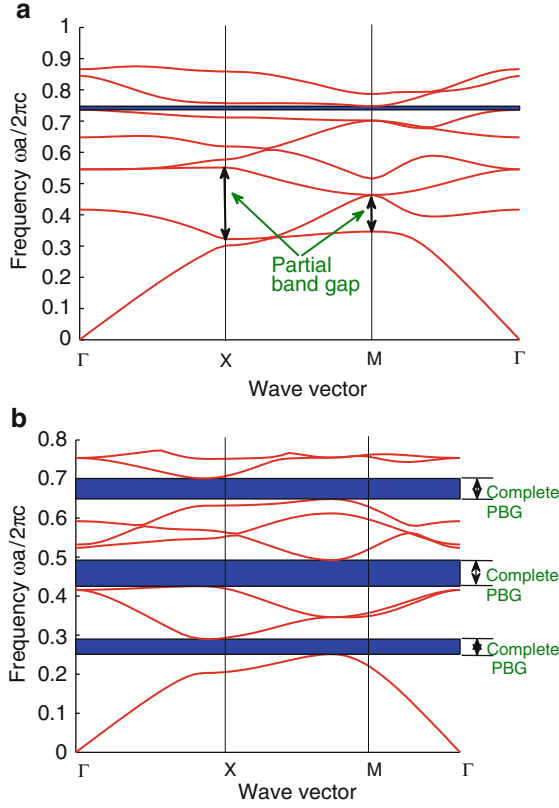 a
1
0.9
0.8
0.7
0.6
0.5
0.4
0.3
0.2
0.1
0
Frequency ωa/2πc
Partial
band gap
Γ
X
M
Γ
Wave vector
b
0.8
0.7
0.6
0.5
0.4
0.3
0.2
0.1
0
Frequency ωa/2πc
Complete
PBG
Complete
PBG
Complete
PBG
Γ
X
M
Γ
Wave vector